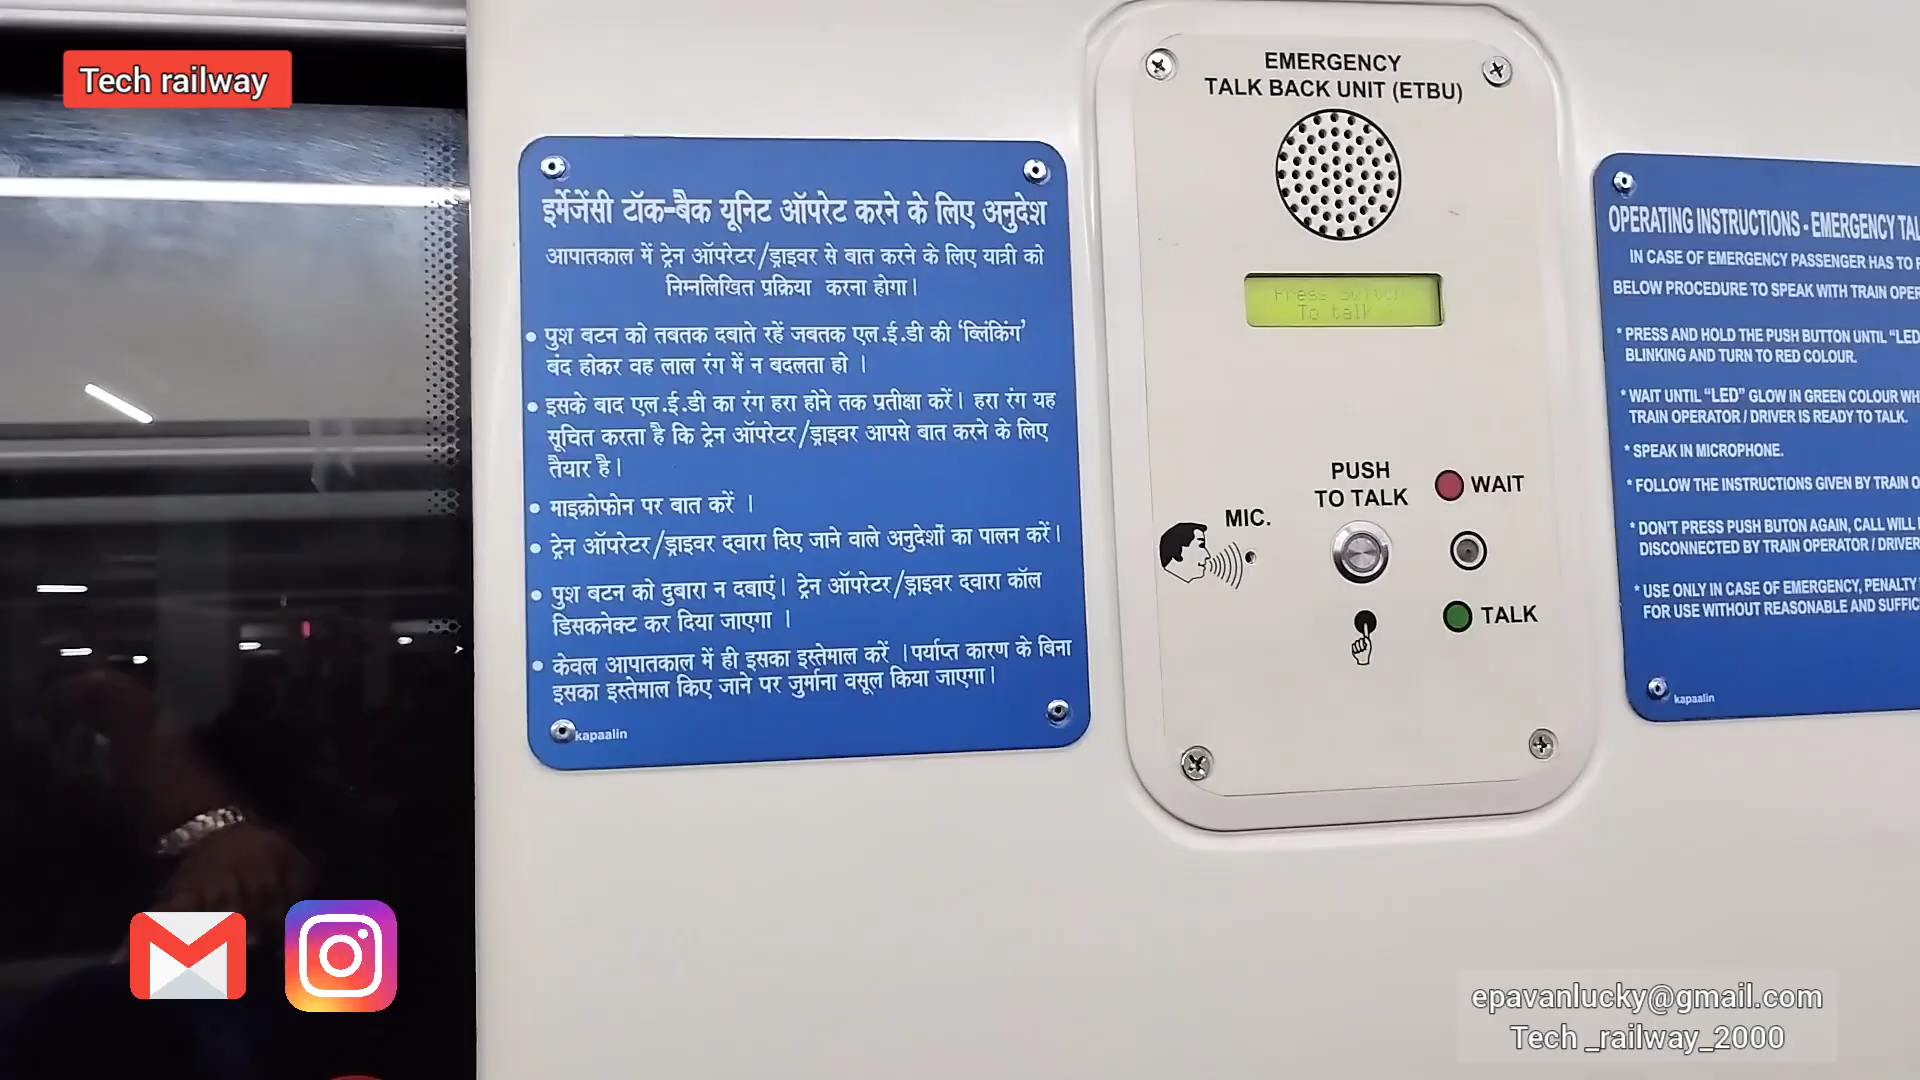 Tech railway
इर्मेजेंसी टॉक-बैक यूनिट ऑपरेट करने के लिए अनुदेश
आपातकाल में ट्रेन ऑपरेटर/ड्राइवर से बात करने के लिए यात्री को
निम्नलिखित प्रक्रिया करना होगा।
• पुश बटन को तबतक दबाते रहें जबतक एल.ई.डी की ‘ब्लिंकिंग’
बंद होकर वह लाल रंग में न बदलता हो ।
• इसके बाद एल.ई.डी का रंग हरा होने तक प्रतीक्षा करें। हरा रंग यह
सूचित करता है कि ट्रेन ऑपरेटर/ड्राइवर आपसे बात करने के लिए
तैयार है।
• माइक्रोफोन पर बात करें ।
• ट्रेन ऑपरेटर/ड्राइवर द्वारा दिए जाने वाले अनुदेशों का पालन करें।
• पुश बटन को दुबारा न दबाएं। ट्रेन ऑपरेटर/ड्राइवर द्वारा कॉल
डिसकनेक्ट कर दिया जाएगा ।
• केवल आपातकाल में ही इसका इस्तेमाल करें ।पर्याप्त कारण के बिना
इसका इस्तेमाल किए जाने पर जुर्माना वसूल किया जाएगा।
kapaalin
EMERGENCY
TALK BACK UNIT (ETBU)
Press Switch
To talk
PUSH
TO TALK
WAIT
MIC.
TALK
OPERATING INSTRUCTIONS - EMERGENCY
IN CASE OF EMERGENCY PASSENGER HAS TO
BELOW PROCEDURE TO SPEAK WITH TRAIN
* PRESS AND HOLD THE PUSH BUTTON UNTIL “LED
BLINKING AND TURN TO RED COLOUR.
* WAIT UNTIL “LED” GLOW IN GREEN COLOUR
TRAIN OPERATOR / DRIVER IS READY TO TALK.
* SPEAK IN MICROPHONE.
* FOLLOW THE INSTRUCTIONS GIVEN BY TRAIN
* DON'T PRESS PUSH BUTON AGAIN, CALL WILL
DISCONNECTED BY TRAIN OPERATOR / DRIVER
* USE ONLY IN CASE OF EMERGENCY, PENALTY
FOR USE WITHOUT REASONABLE AND
kapaalin
epavanlucky@gmail.com
Tech _railway_2000